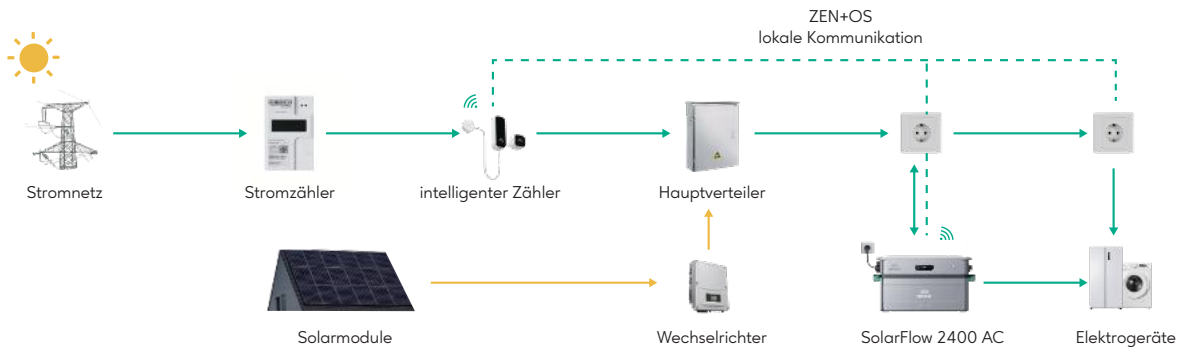 ZEN+OS
lokale Kommunikation
Stromnetz
Stromzähler
intelligenter Zähler
Hauptverteiler
Solarmodule
Wechselrichter
SolarFlow 2400 AC
Elektrogeräte